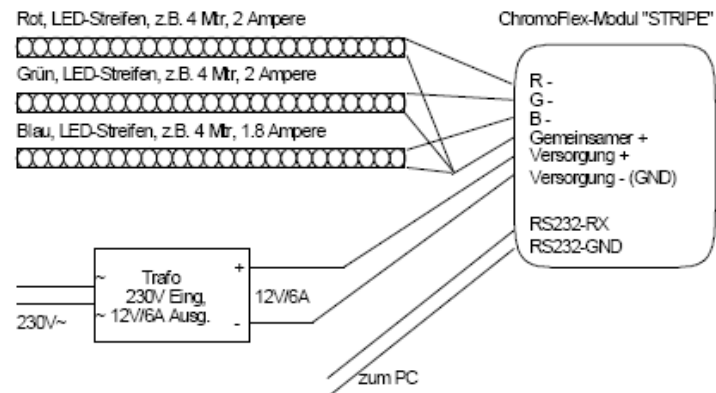 Rot, LED-Streifen, z.B. 4 Mtr, 2 Ampere
Grün, LED-Streifen, z.B. 4 Mtr, 2 Ampere
Blau, LED-Streifen, z.B. 4 Mtr, 1.8 Ampere
ChromoFlex-Modul "STRIPE"
R -
G -
B -
Gemeinsamer +
Versorgung +
Versorgung - (GND)
RS232-RX
RS232-GND
~ Trafo +
230V Eing,
~ 12V/6A Ausg. -
230V~
12V/6A
zum PC